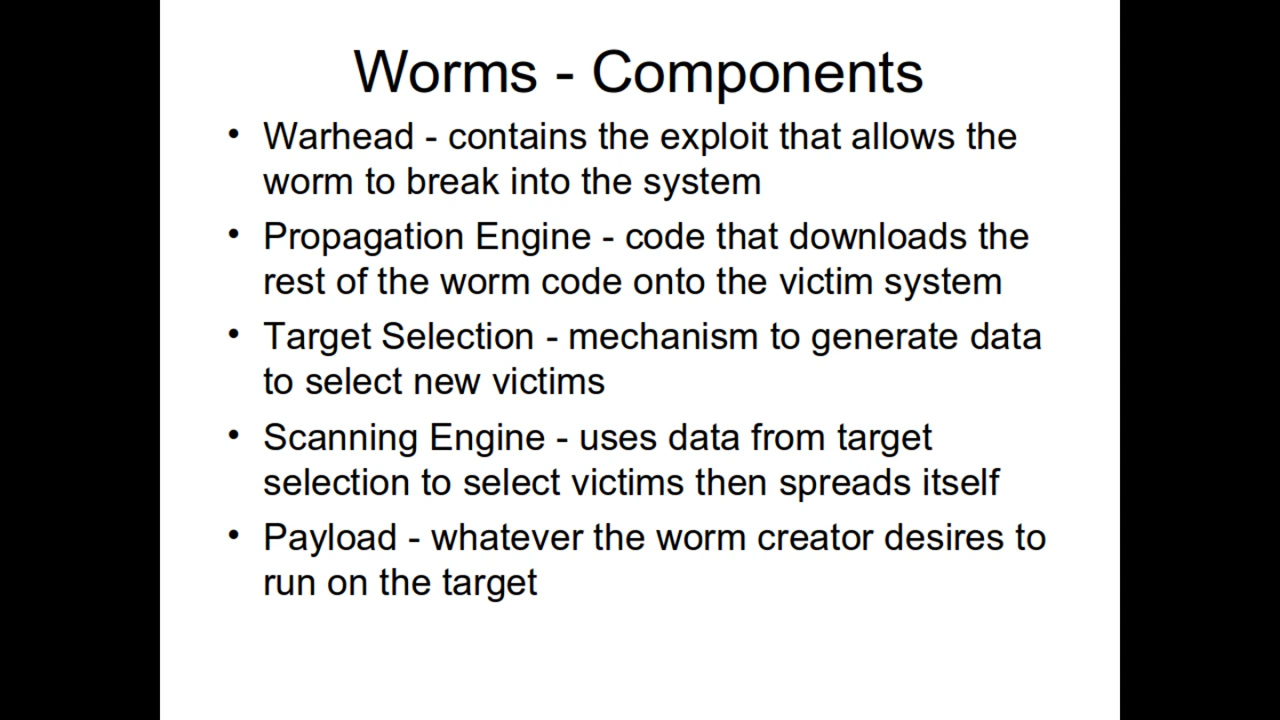 Worms - Components
• Warhead - contains the exploit that allows the
worm to break into the system
• Propagation Engine - code that downloads the
rest of the worm code onto the victim system
• Target Selection - mechanism to generate data
to select new victims
• Scanning Engine - uses data from target
selection to select victims then spreads itself
• Payload - whatever the worm creator desires to
run on the target